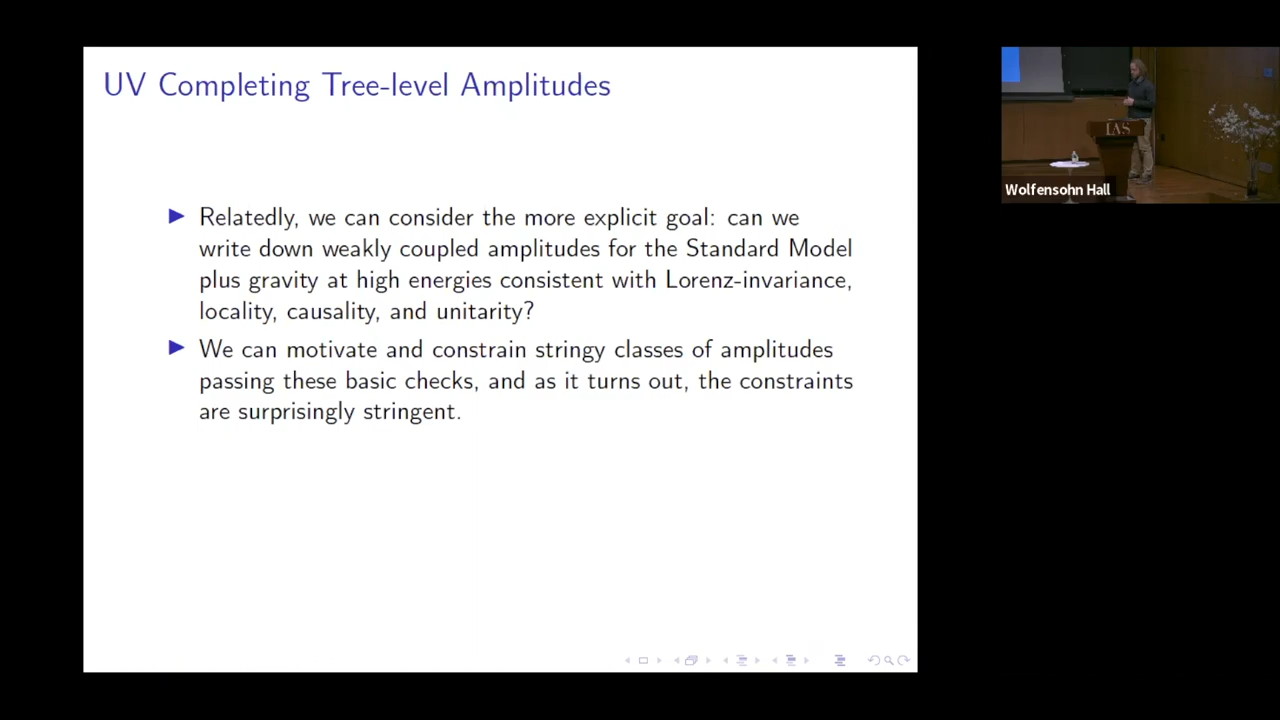 UV Completing Tree-level Amplitudes
Relatedly, we can consider the more explicit goal: can we
write down weakly coupled amplitudes for the Standard Model
plus gravity at high energies consistent with Lorenz-invariance,
locality, causality, and unitarity?
We can motivate and constrain stringy classes of amplitudes
passing these basic checks, and as it turns out, the constraints
are surprisingly stringent.
IAS
Wolfensohn Hall